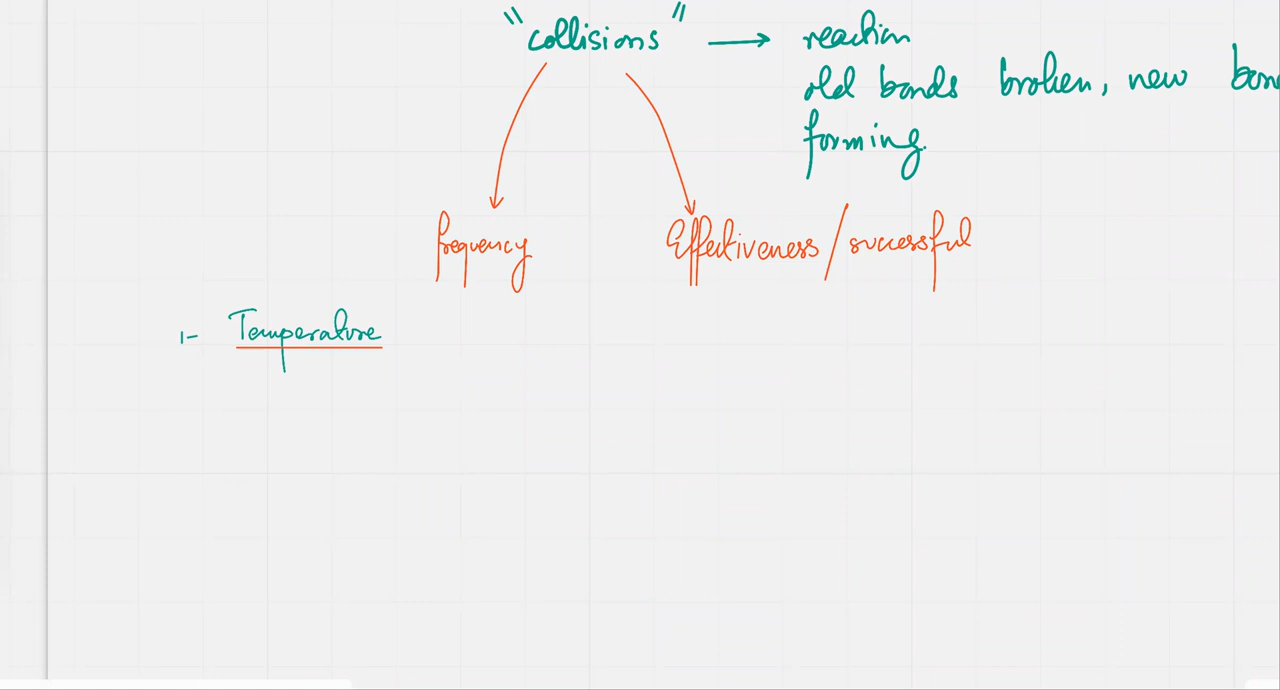 "collisions" → reaction
old bonds broken, new
forming.
frequency Effectiveness/successful
1- Temperature